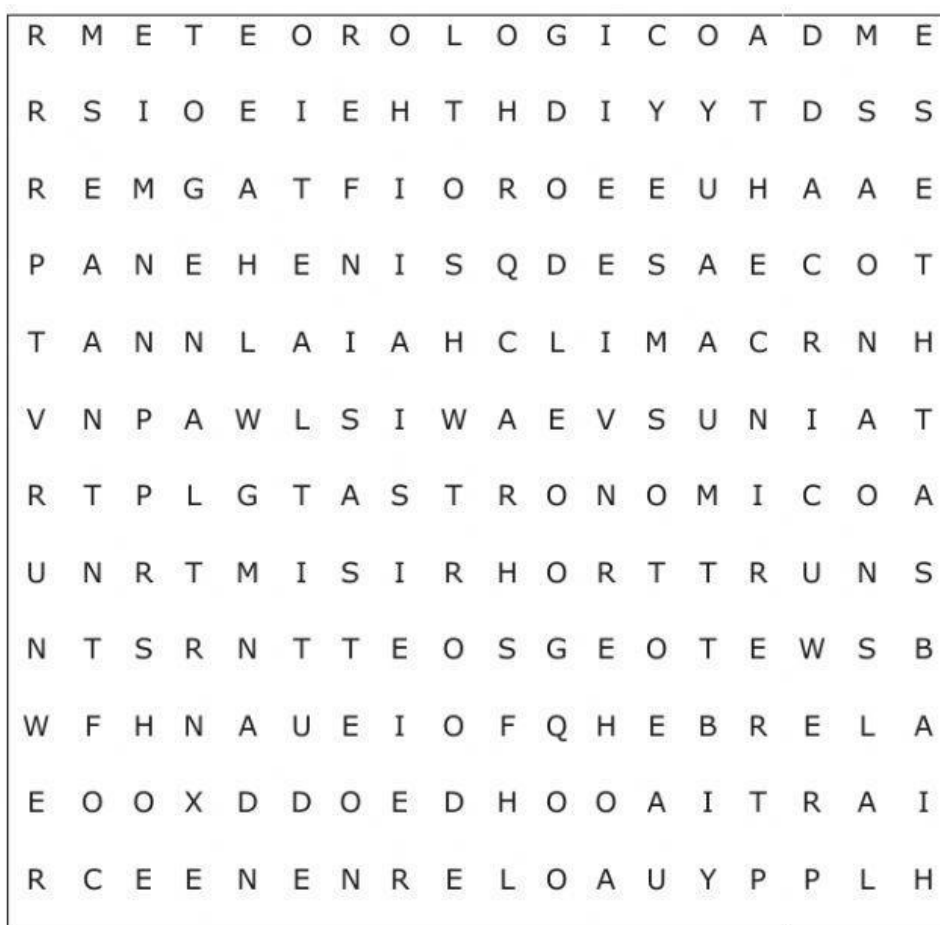 R M E T E O R O L O G I C O A D M E
R S I O E I E H T H D I Y Y T D S S
R E M G A T F I O R O E E U H A A E
P A N E H E N I S Q D E S A E C O T
T A N N L A I A H C L I M A C R N H
V N P A W L S I W A E V S U N I A T
R T P L G T A S T R O N O M I C O A
U N R T M I S I R H O R T T R U N S
N T S R N T T E O S G E O T E W S B
W F H N A U E I O F Q H E B R E L A
E O O X D D O E D H O O A I T R A I
R C E E N E N R E L O A U Y P P L H